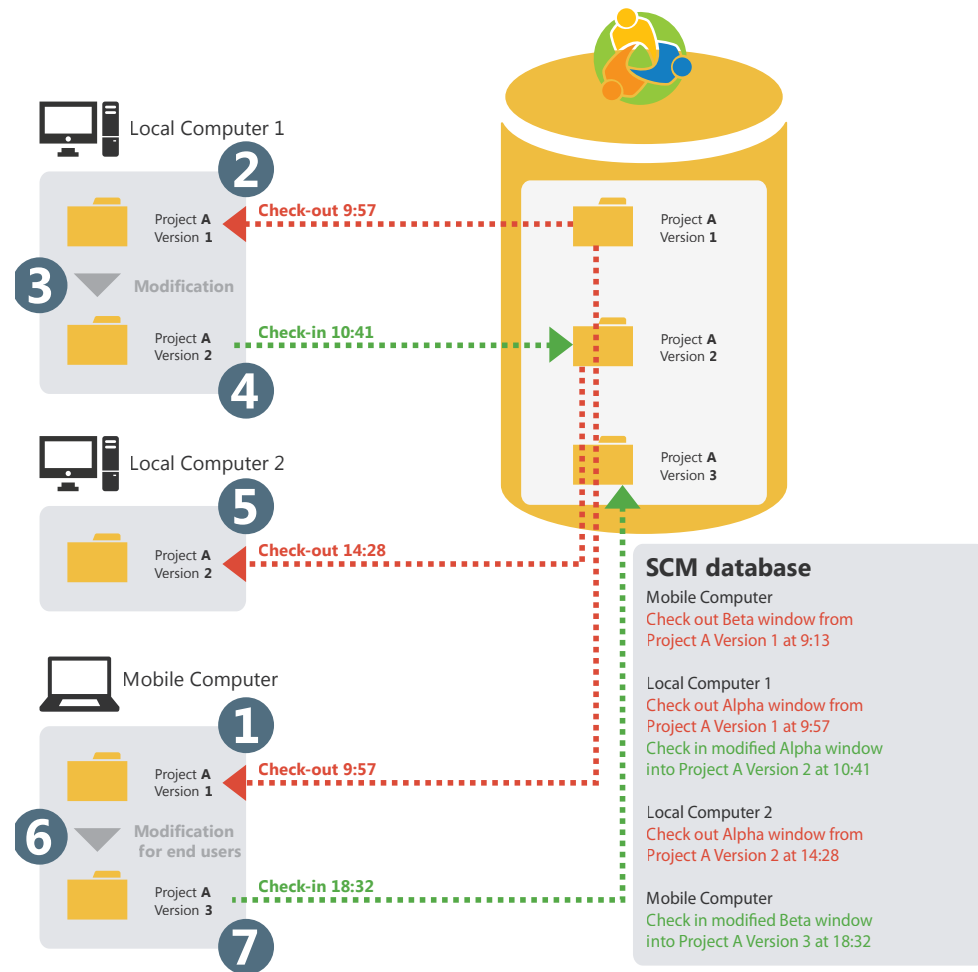 Local Computer 1
2
Check-out 9:57
Project A
Version 1
Project A
Version 1
3
Modification
Check-in 10:41
Project A
Version 2
Project A
Version 2
4
Local Computer 2
5
Check-out 14:28
Project A
Version 2
Project A
Version 3
Mobile Computer
1
Check-out 9:57
Project A
Version 1
6
Modification
for end users
Check-in 18:32
Project A
Version 3
7
SCM database
Mobile Computer
Check out Beta window from
Project A Version 1 at 9:13
Local Computer 1
Check out Alpha window from
Project A Version 1 at 9:57
Check in modified Alpha window
into Project A Version 2 at 10:41
Local Computer 2
Check out Alpha window from
Project A Version 2 at 14:28
Mobile Computer
Check in modified Beta window
into Project A Version 3 at 18:32